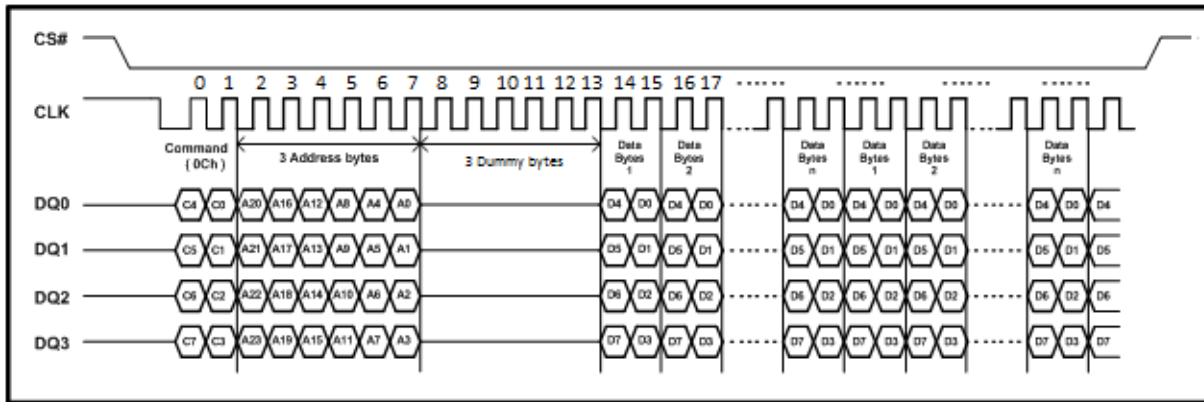 CS#
0 1 2 3 4 5 6 7 8 9 10 11 12 13 14 15 16 17
CLK
Command
( 0Ch )
3 Address bytes
3 Dummy bytes
Data Bytes 1
Data Bytes 2
Data Bytes n
Data Bytes 1
Data Bytes 2
Data Bytes n
DQ0 C4 C0 A20 A16 A12 A8 A4 A0 D4 D0 D4 D0 D4 D0 D4 D0 D4 D0 D4 D0 D4
DQ1 C5 C1 A21 A17 A13 A9 A5 A1 D5 D1 D5 D1 D5 D1 D5 D1 D5 D1 D5 D1 D5
DQ2 C6 C2 A22 A18 A14 A10 A6 A2 D6 D2 D6 D2 D6 D2 D6 D2 D6 D2 D6 D2 D6
DQ3 C7 C3 A23 A19 A15 A11 A7 A3 D7 D3 D7 D3 D7 D3 D7 D3 D7 D3 D7 D3 D7